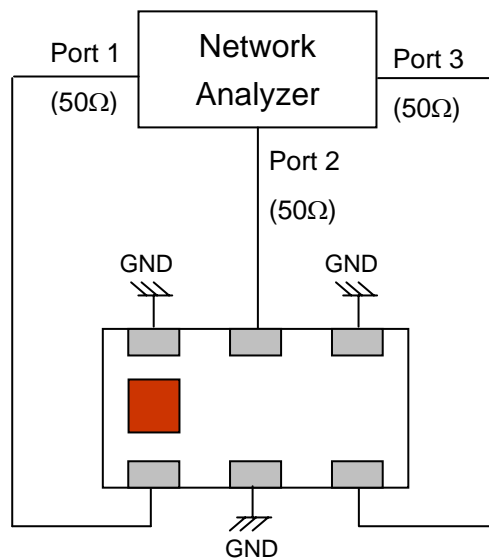 Port 1
(50Ω)
Network
Analyzer
Port 3
(50Ω)
Port 2
(50Ω)
GND
GND
GND